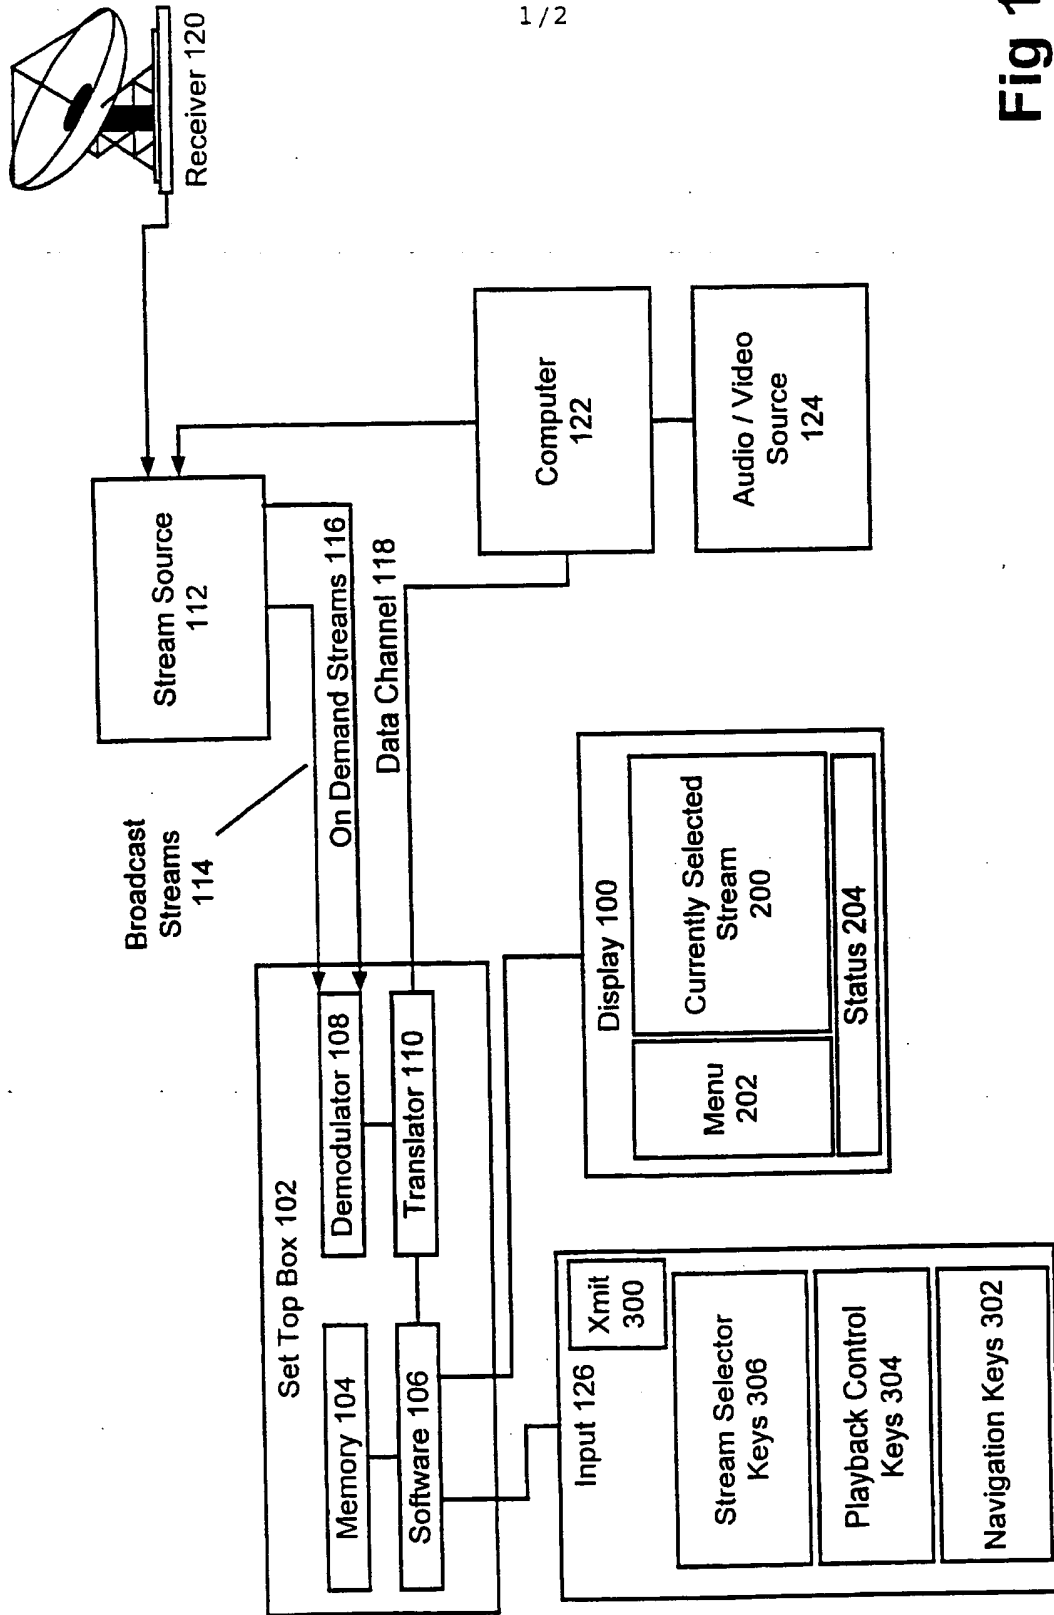 1/2
Receiver 120
Stream Source
112
Computer
122
Audio / Video
Source
124
Broadcast
Streams
114
On Demand Streams 116
Data Channel 118
Set Top Box 102
Memory 104
Software 106
Demodulator 108
Translator 110
Display 100
Currently Selected
Stream
200
Menu
202
Status 204
Input 126
Xmit
300
Stream Selector
Keys 306
Playback Control
Keys 304
Navigation Keys 302
Fig 1